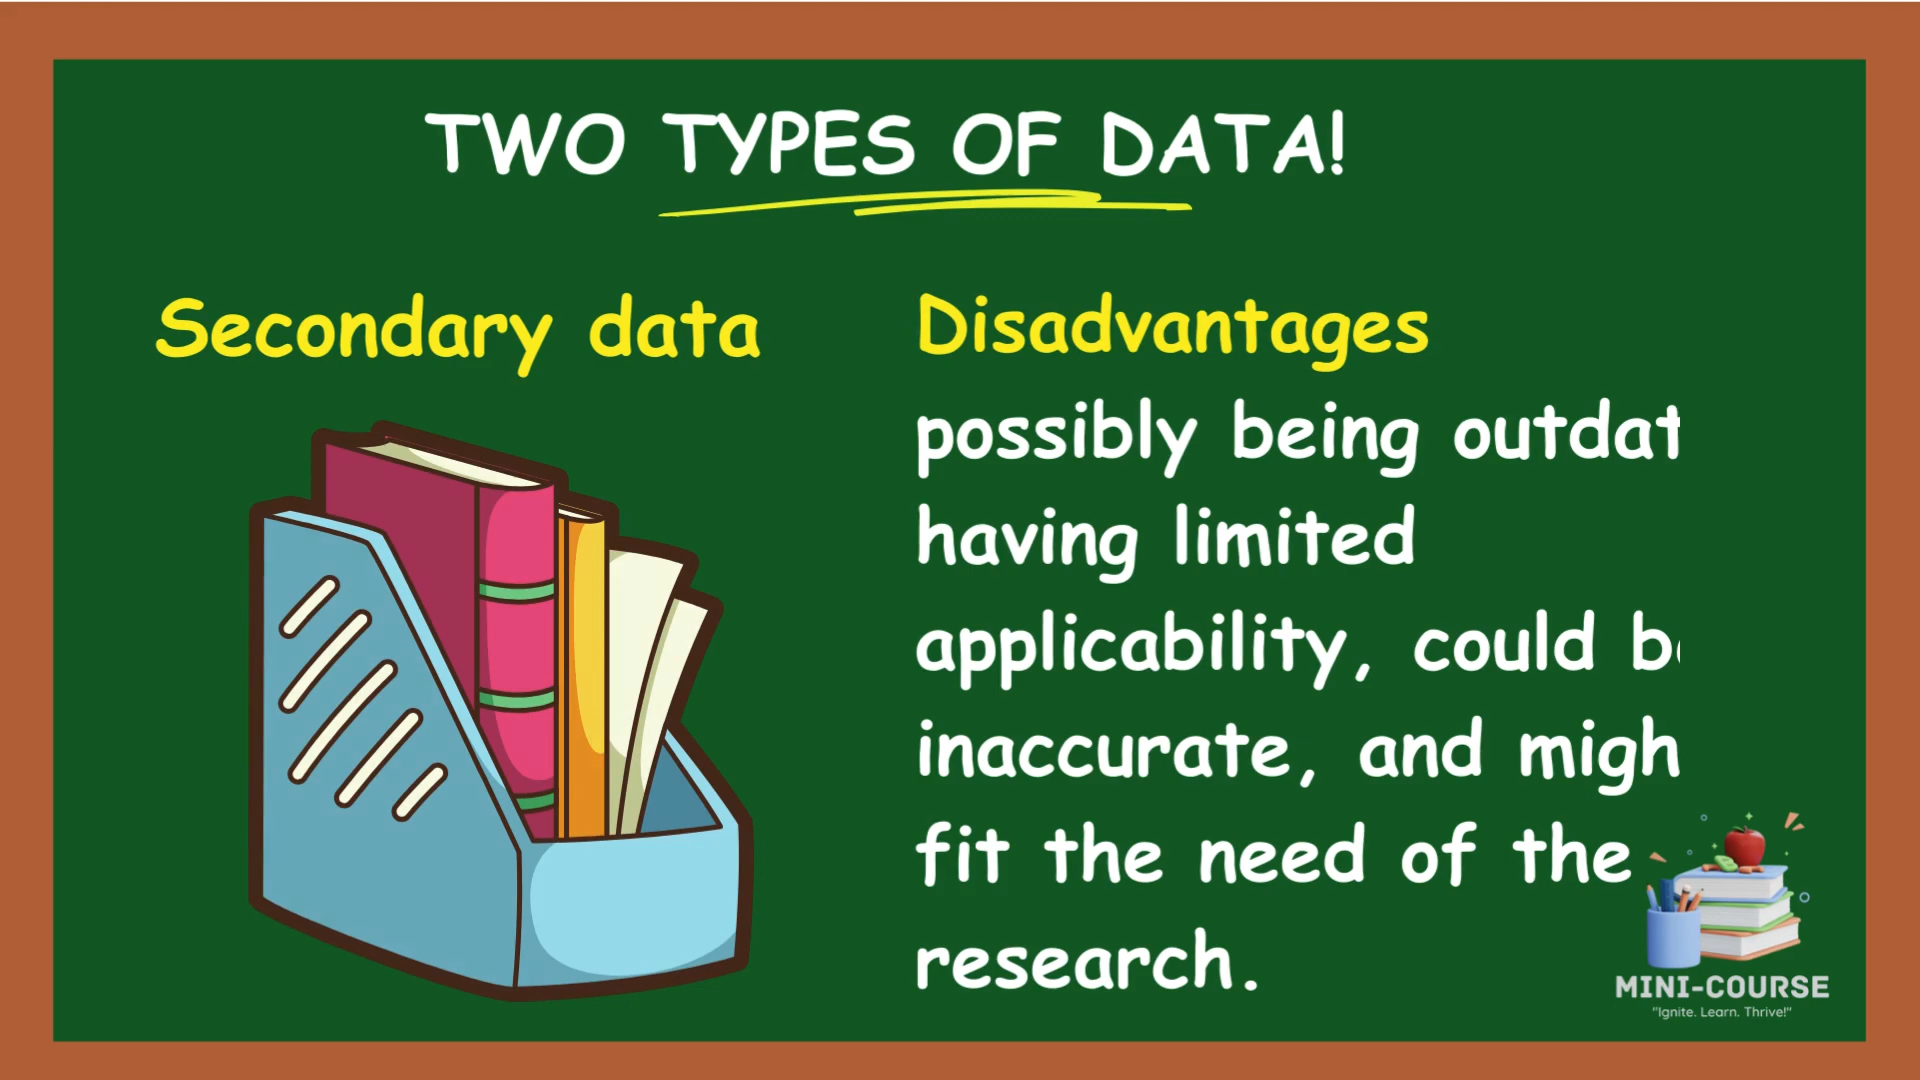 TWO TYPES OF DATA!
Secondary data
Disadvantages
possibly being outdat
having limited
applicability, could b
inaccurate, and migh
fit the need of the
research.
MINI-COURSE
"Ignite. Learn. Thrive!"